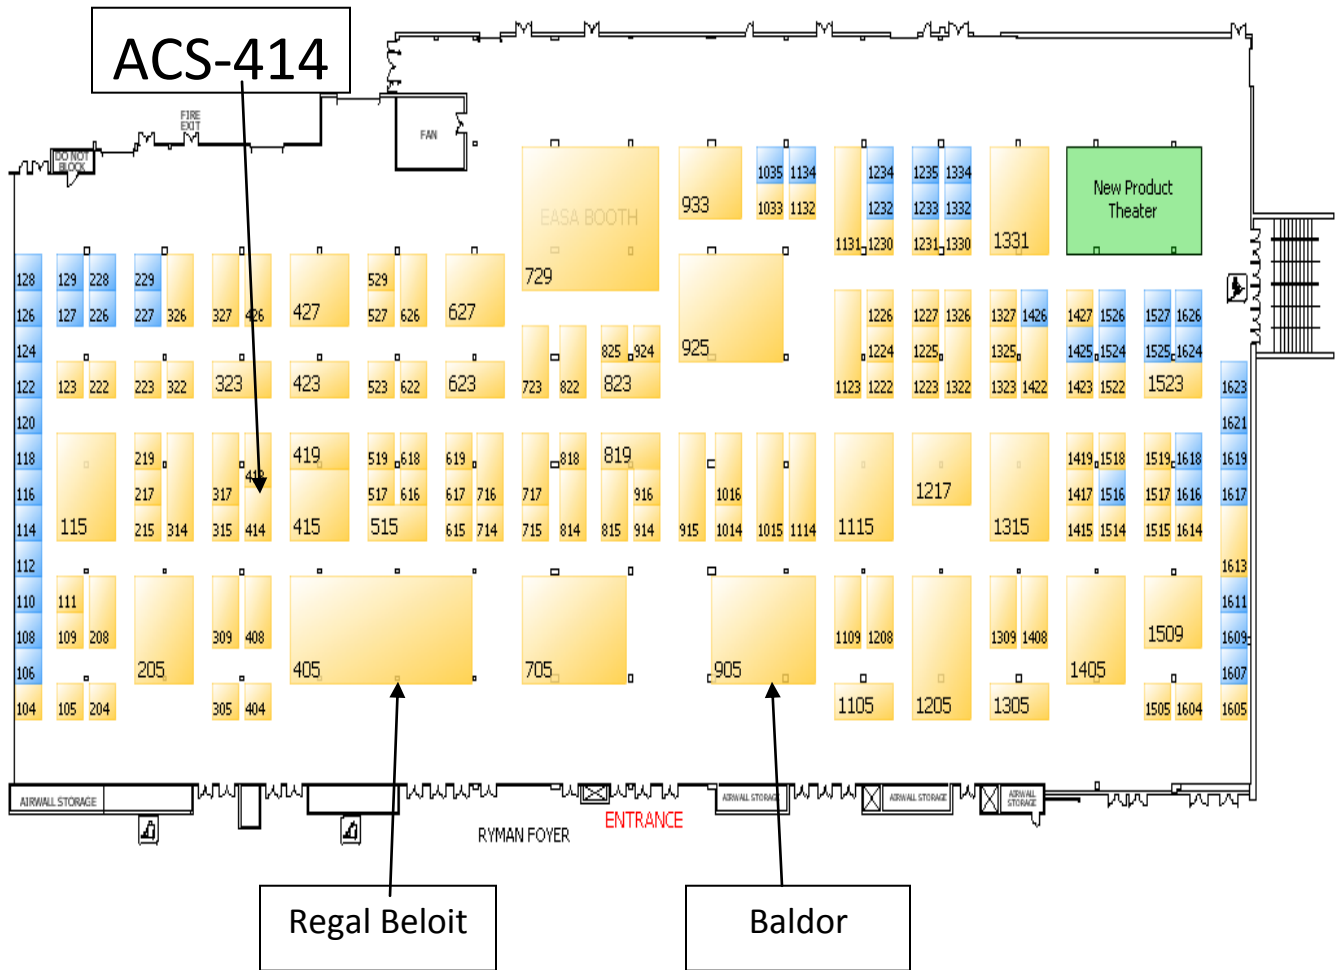 ACS-414
FIRE
EXIT
FAN
DO NOT
BLOCK
1035 1134 1234 1235 1334
New Product
Theater
EASA BOOTH
933 1033 1132 1232 1233 1332
1131 1230 1231 1330 1331
128 129 228 229 529 729
126 127 226 227 326 327 426 427 527 626 627 1226 1227 1326 1327 1426 1427 1526 1527 1626
124 825 924 925 1224 1225 1325 1425 1524 1525 1624
122 123 222 223 322 323 423 523 622 623 723 822 823 1123 1222 1223 1322 1323 1422 1423 1522 1523 1623
120 1621
118 219 419 519 618 619 818 819 1419 1518 1519 1618 1619
116 217 317 517 616 617 716 717 916 1016 1217 1417 1516 1517 1616 1617
114 115 215 314 315 414 415 515 615 714 715 814 815 914 915 1014 1015 1114 1115 1315 1415 1514 1515 1614
112 1613
110 111 1611
108 109 208 309 408 1109 1208 1309 1408 1509 1609
106 205 405 705 905 1405 1607
104 105 204 305 404 1105 1205 1305 1505 1604 1605
AIRWALL STORAGE
AIRWALL STORAGE
AIRWALL STORAGE
AIRWALL
STORAGE
ENTRANCE
RYMAN FOYER
Regal Beloit
Baldor